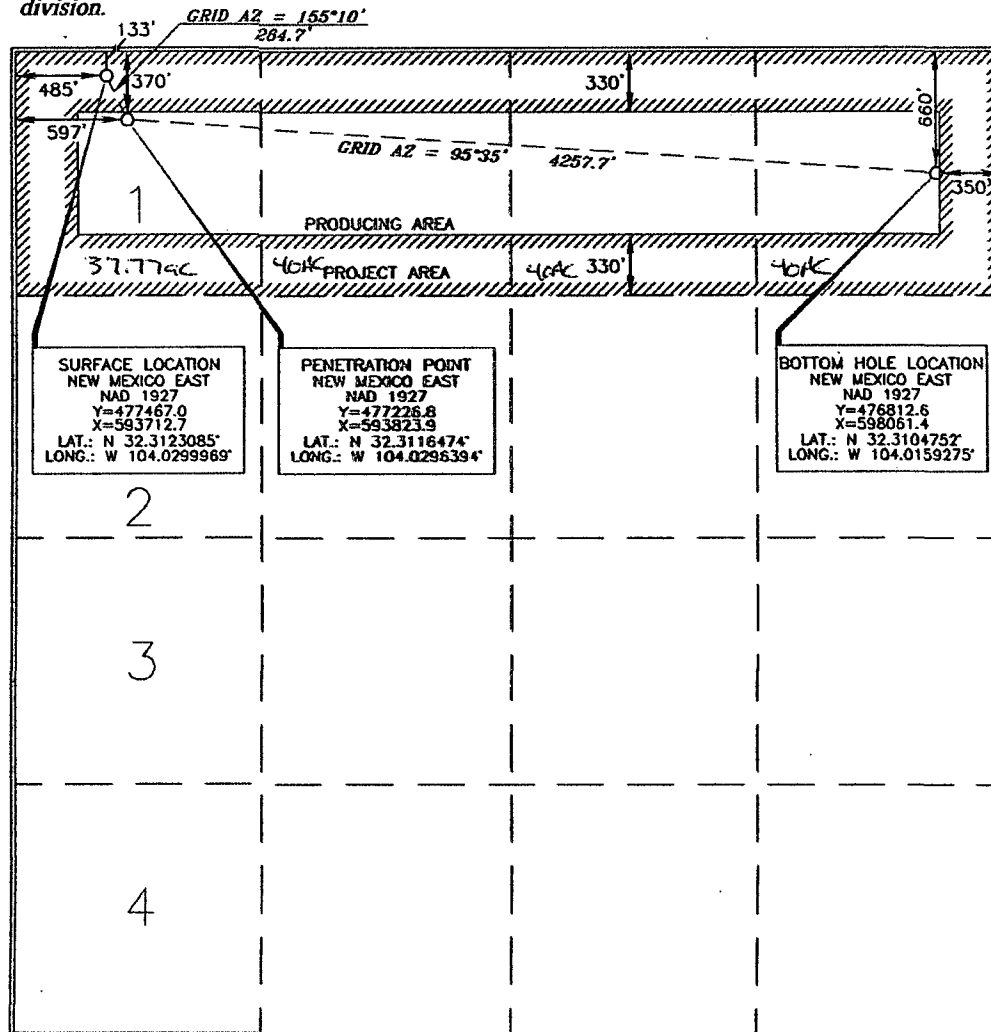 division.
GRID AZ = 155°10'
264.7'
133'
485'
370'
330'
660'
597'
GRID AZ = 95°35' 4257.7'
350'
1
PRODUCING AREA
37.77ac
40AC
PROJECT AREA
40AC
330'
40AC
SURFACE LOCATION
NEW MEXICO EAST
NAD 1927
Y=477467.0
X=593712.7
LAT.: N 32.3123085°
LONG.: W 104.0299969°
PENETRATION POINT
NEW MEXICO EAST
NAD 1927
Y=477226.8
X=593823.9
LAT.: N 32.3116474°
LONG.: W 104.0296394°
BOTTOM HOLE LOCATION
NEW MEXICO EAST
NAD 1927
Y=476812.6
X=598061.4
LAT.: N 32.3104752°
LONG.: W 104.0159275°
2
3
4